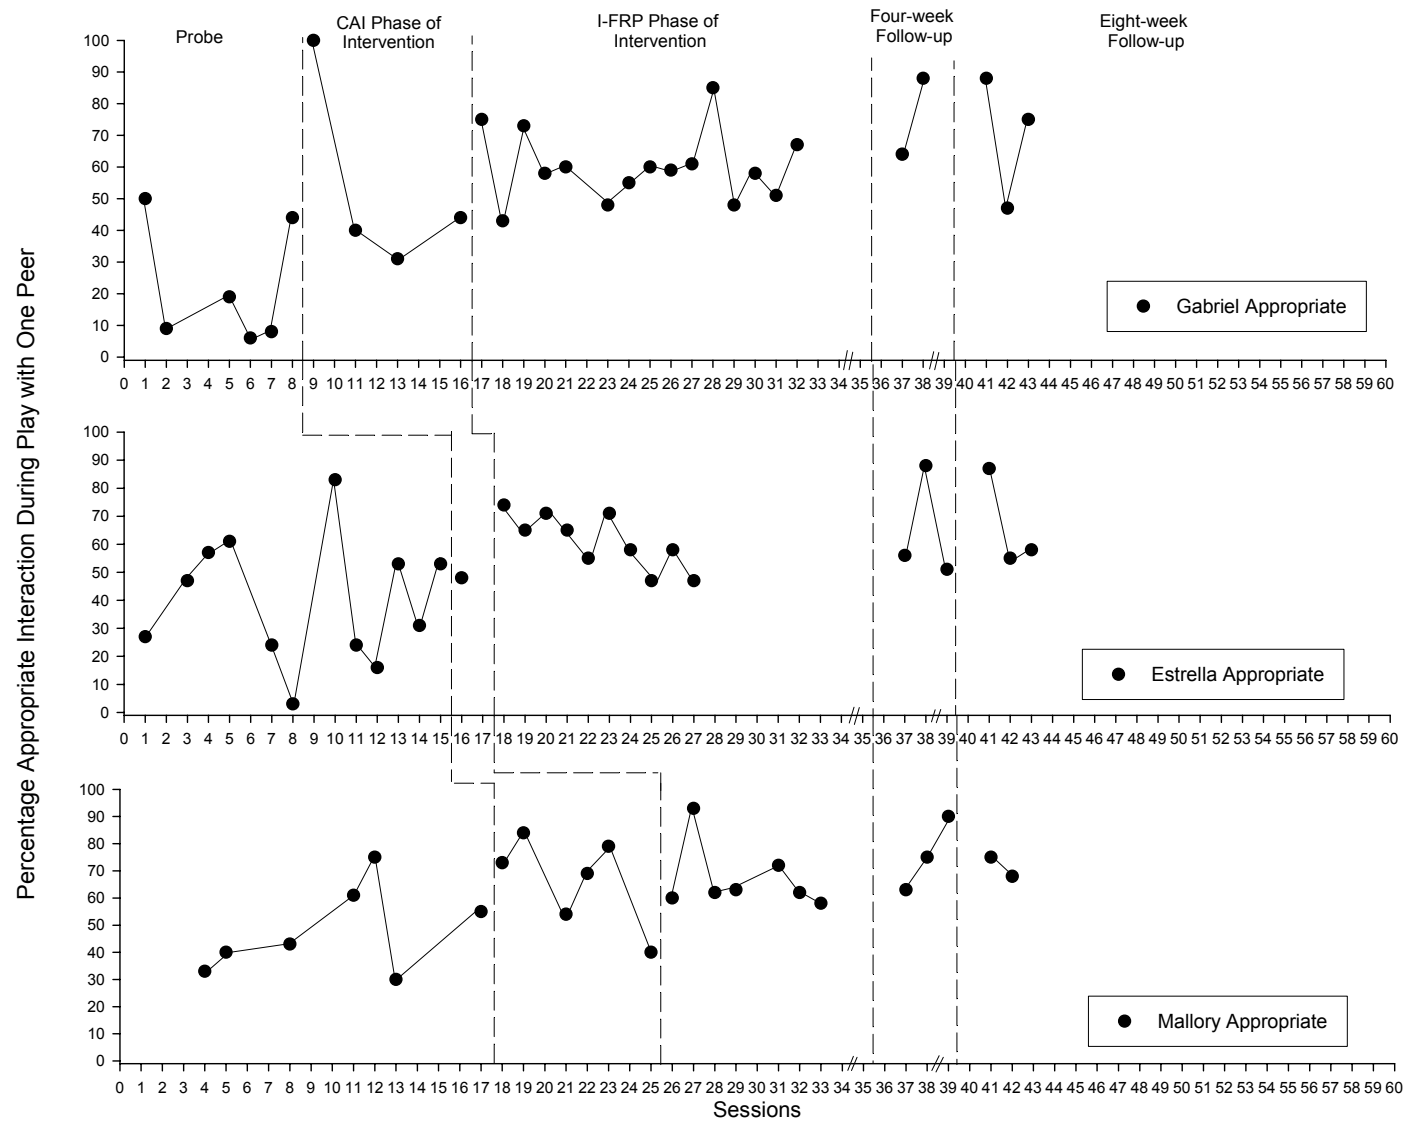 Probe
CAI Phase of
Intervention
I-FRP Phase of
Intervention
Four-week
Follow-up
Eight-week
Follow-up
Percentage Appropriate Interaction During Play with One Peer
100
90
80
70
60
50
40
30
20
10
0
Gabriel Appropriate
0 1 2 3 4 5 6 7 8 9 10 11 12 13 14 15 16 17 18 19 20 21 22 23 24 25 26 27 28 29 30 31 32 33 34 35 36 37 38 39 40 41 42 43 44 45 46 47 48 49 50 51 52 53 54 55 56 57 58 59 60
100
90
80
70
60
50
40
30
20
10
0
Estrella Appropriate
0 1 2 3 4 5 6 7 8 9 10 11 12 13 14 15 16 17 18 19 20 21 22 23 24 25 26 27 28 29 30 31 32 33 34 35 36 37 38 39 40 41 42 43 44 45 46 47 48 49 50 51 52 53 54 55 56 57 58 59 60
100
90
80
70
60
50
40
30
20
10
0
Mallory Appropriate
0 1 2 3 4 5 6 7 8 9 10 11 12 13 14 15 16 17 18 19 20 21 22 23 24 25 26 27 28 29 30 31 32 33 34 35 36 37 38 39 40 41 42 43 44 45 46 47 48 49 50 51 52 53 54 55 56 57 58 59 60
Sessions